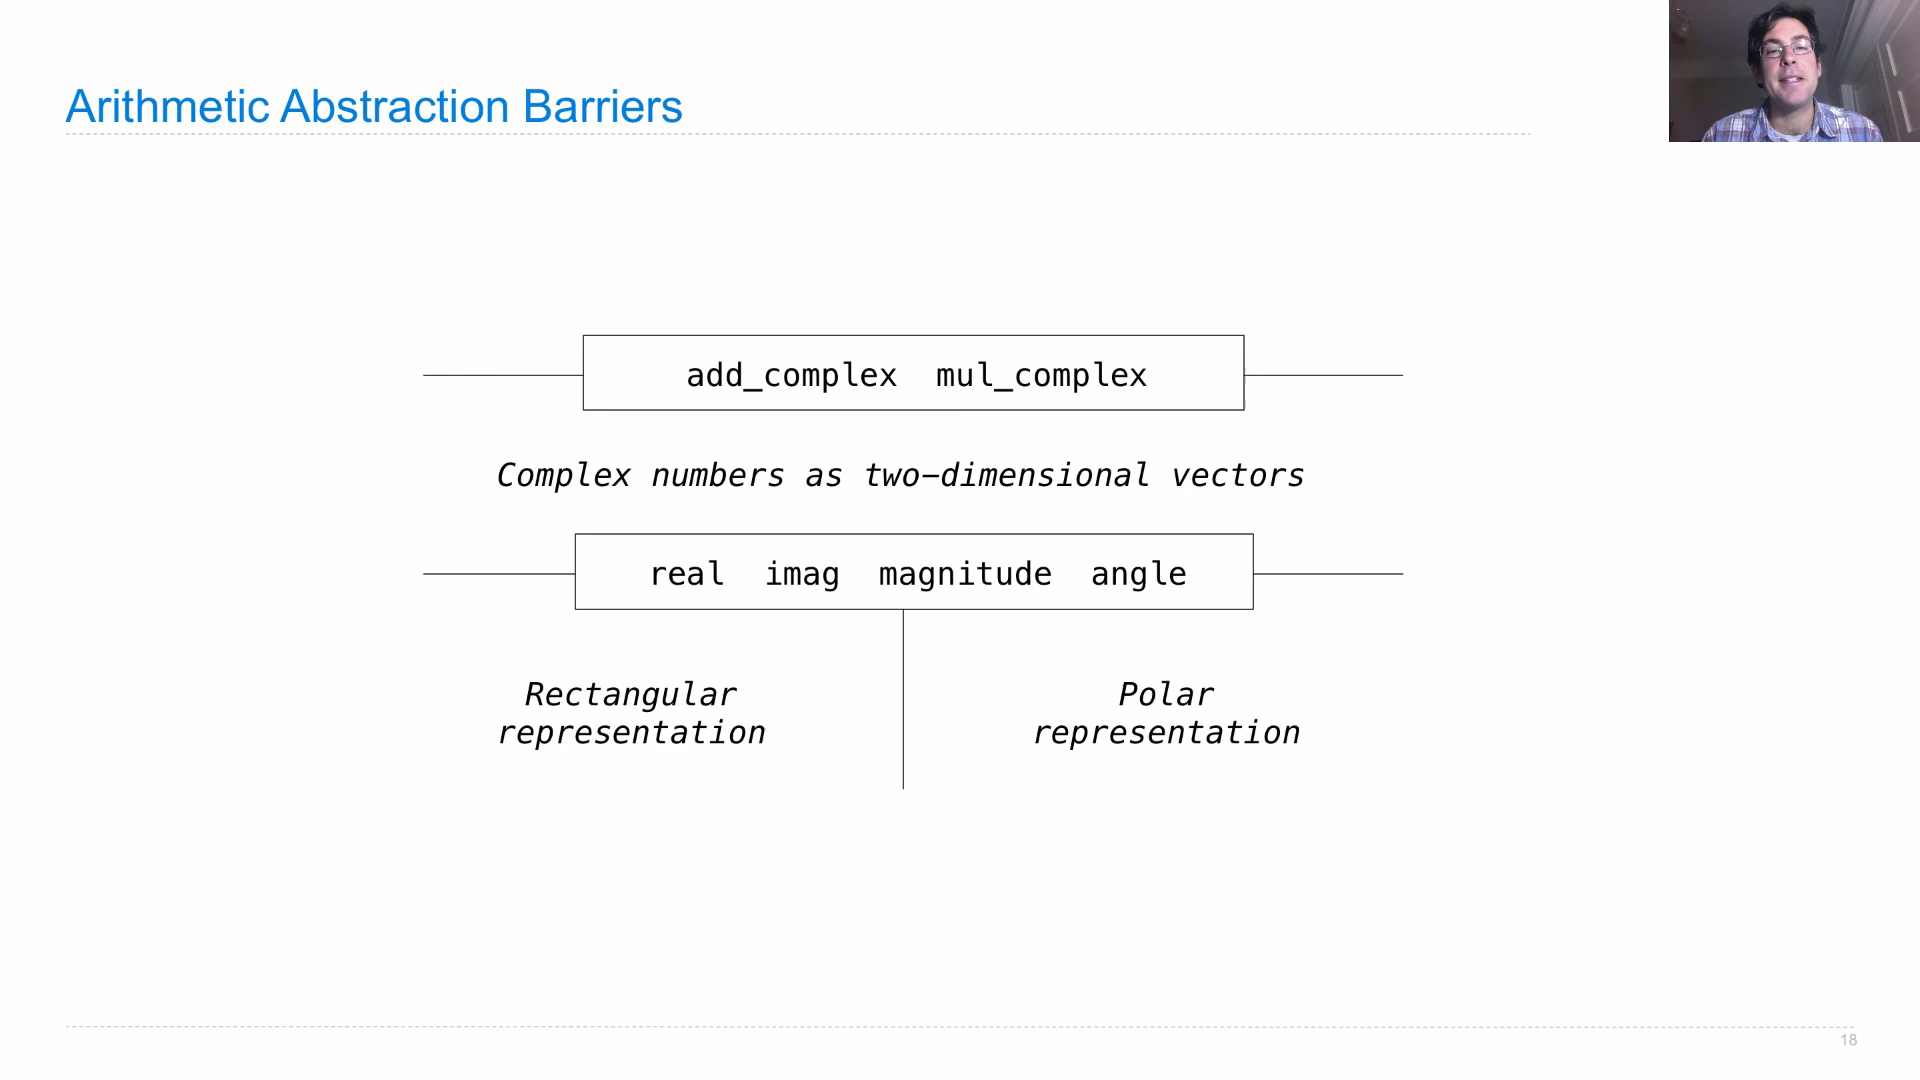 Arithmetic Abstraction Barriers
add_complex mul_complex
Complex numbers as two-dimensional vectors
real imag magnitude angle
Rectangular
representation
Polar
representation
18